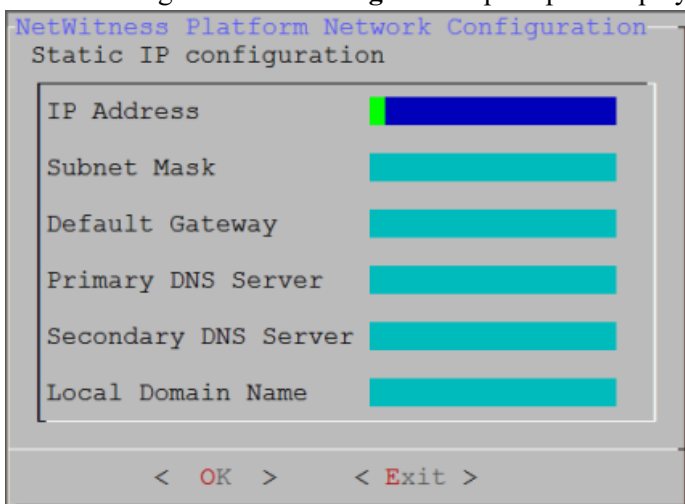 NetWitness Platform Network Configuration
Static IP configuration
IP Address
Subnet Mask
Default Gateway
Primary DNS Server
Secondary DNS Server
Local Domain Name
< OK > < Exit >